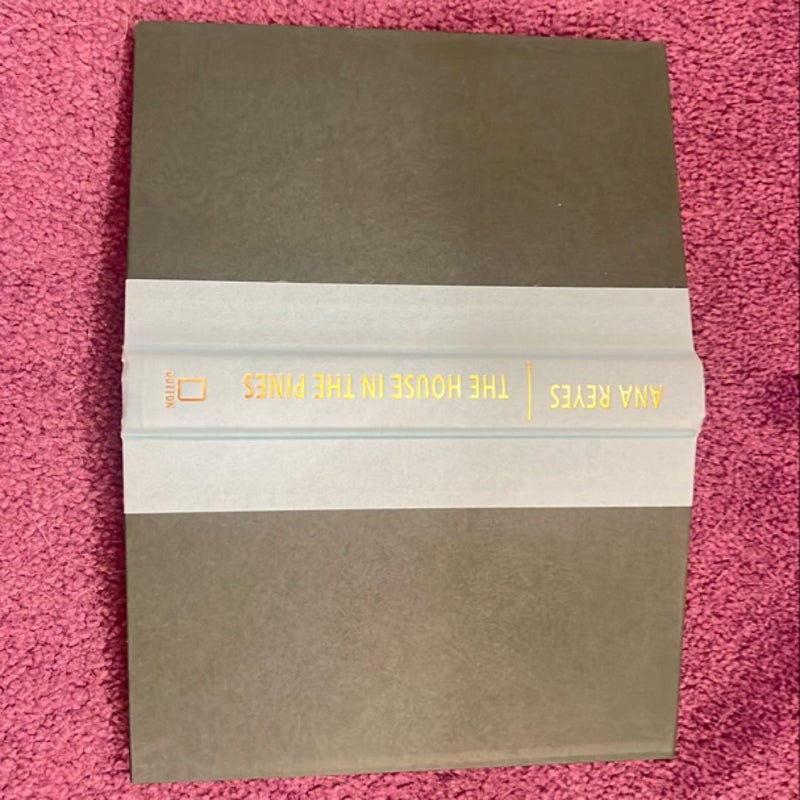 ANA REYES
THE HOUSE IN THE PINES
DUTTON